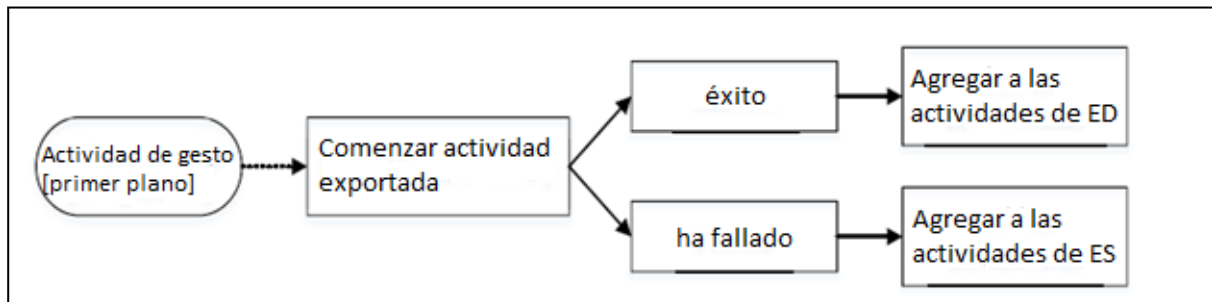 Actividad de gesto
[primer plano]
Comenzar actividad
exportada
éxito
Agregar a las
actividades de ED
ha fallado
Agregar a las
actividades de ES